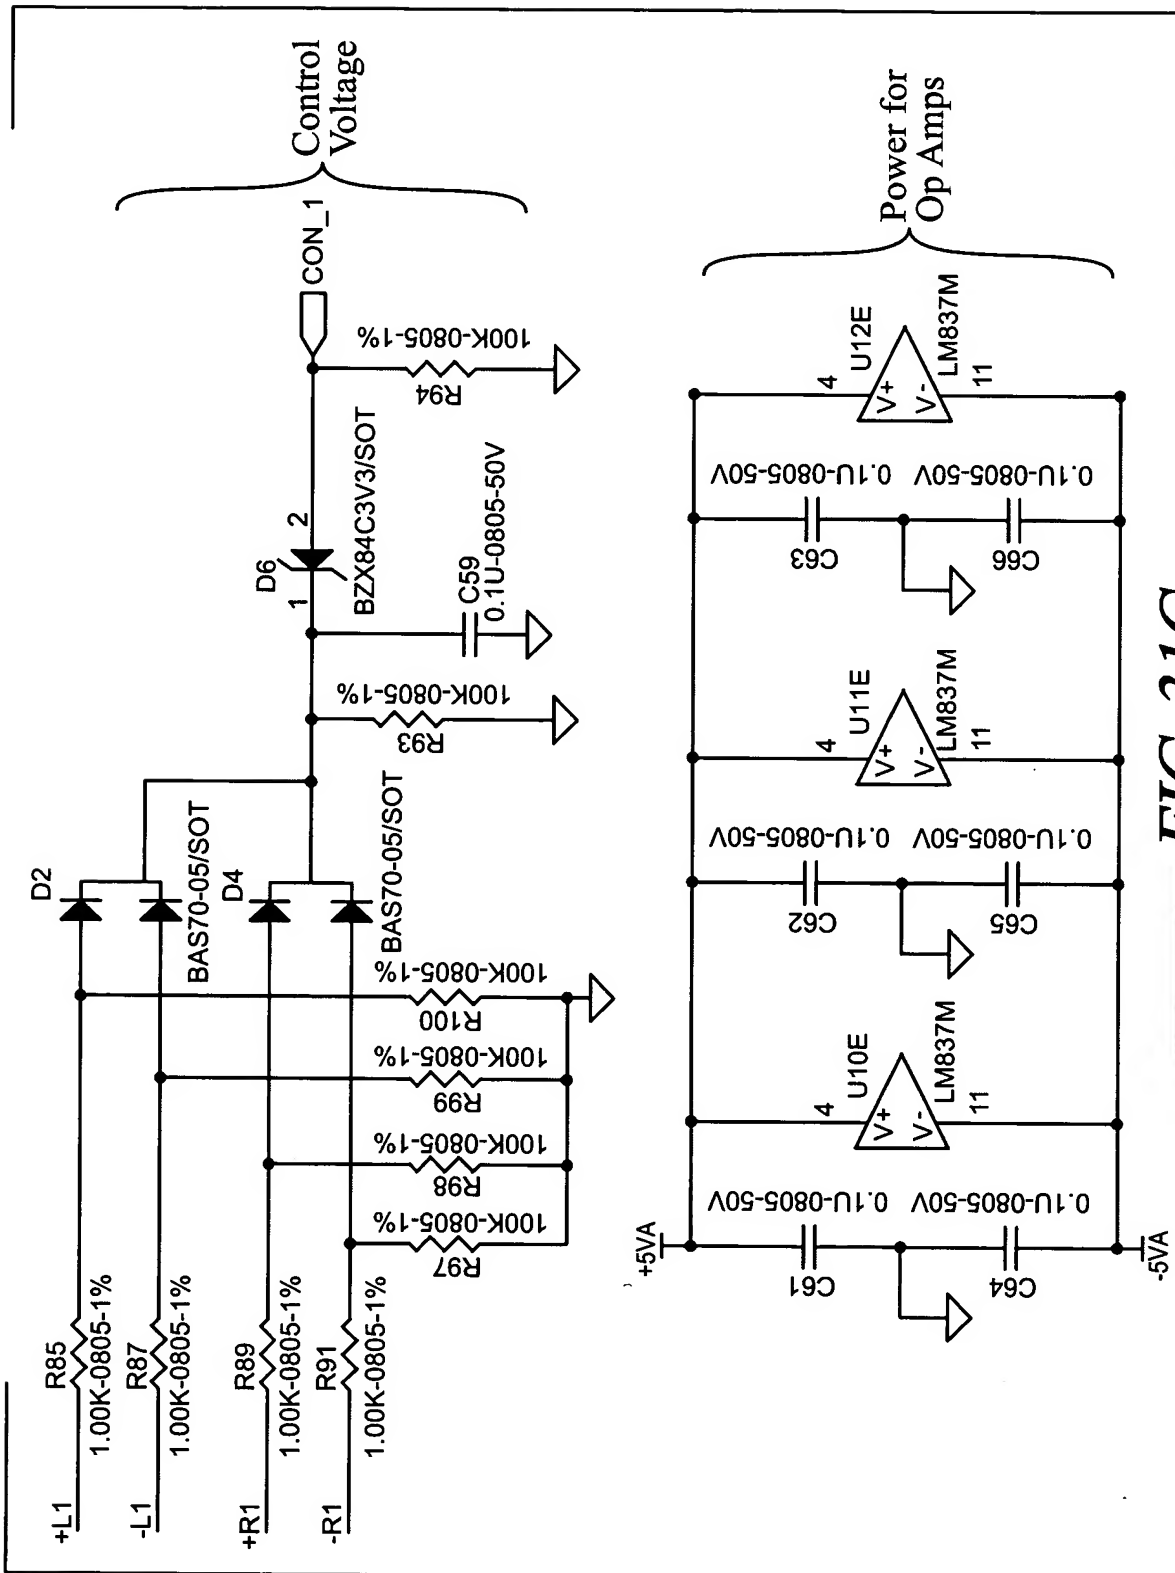 +L1
R85
1.00K-0805-1%
-L1
R87
1.00K-0805-1%
+R1
R89
1.00K-0805-1%
-R1
R91
1.00K-0805-1%
R97
100K-0805-1%
R98
100K-0805-1%
R99
100K-0805-1%
R100
100K-0805-1%
D2
BAS70-05/SOT
D4
BAS70-05/SOT
R93
100K-0805-1%
C59
0.1U-0805-50V
D6
1
2
BZX84C3V3/SOT
R94
100K-0805-1%
CON_1
Control
Voltage
+5VA
-5VA
C61
0.1U-0805-50V
C64
0.1U-0805-50V
U10E
4
V+
V-
11
LM837M
C62
0.1U-0805-50V
C65
0.1U-0805-50V
U11E
4
V+
V-
11
LM837M
C63
0.1U-0805-50V
C66
0.1U-0805-50V
U12E
4
V+
V-
11
LM837M
Power for
Op Amps